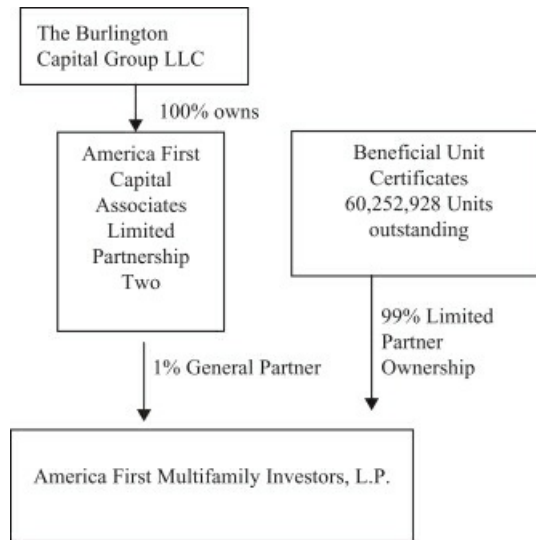 The Burlington
Capital Group LLC
100% owns
America First
Capital
Associates
Limited
Partnership
Two
Beneficial Unit
Certificates
60,252,928 Units
outstanding
1% General Partner
99% Limited
Partner
Ownership
America First Multifamily Investors, L.P.